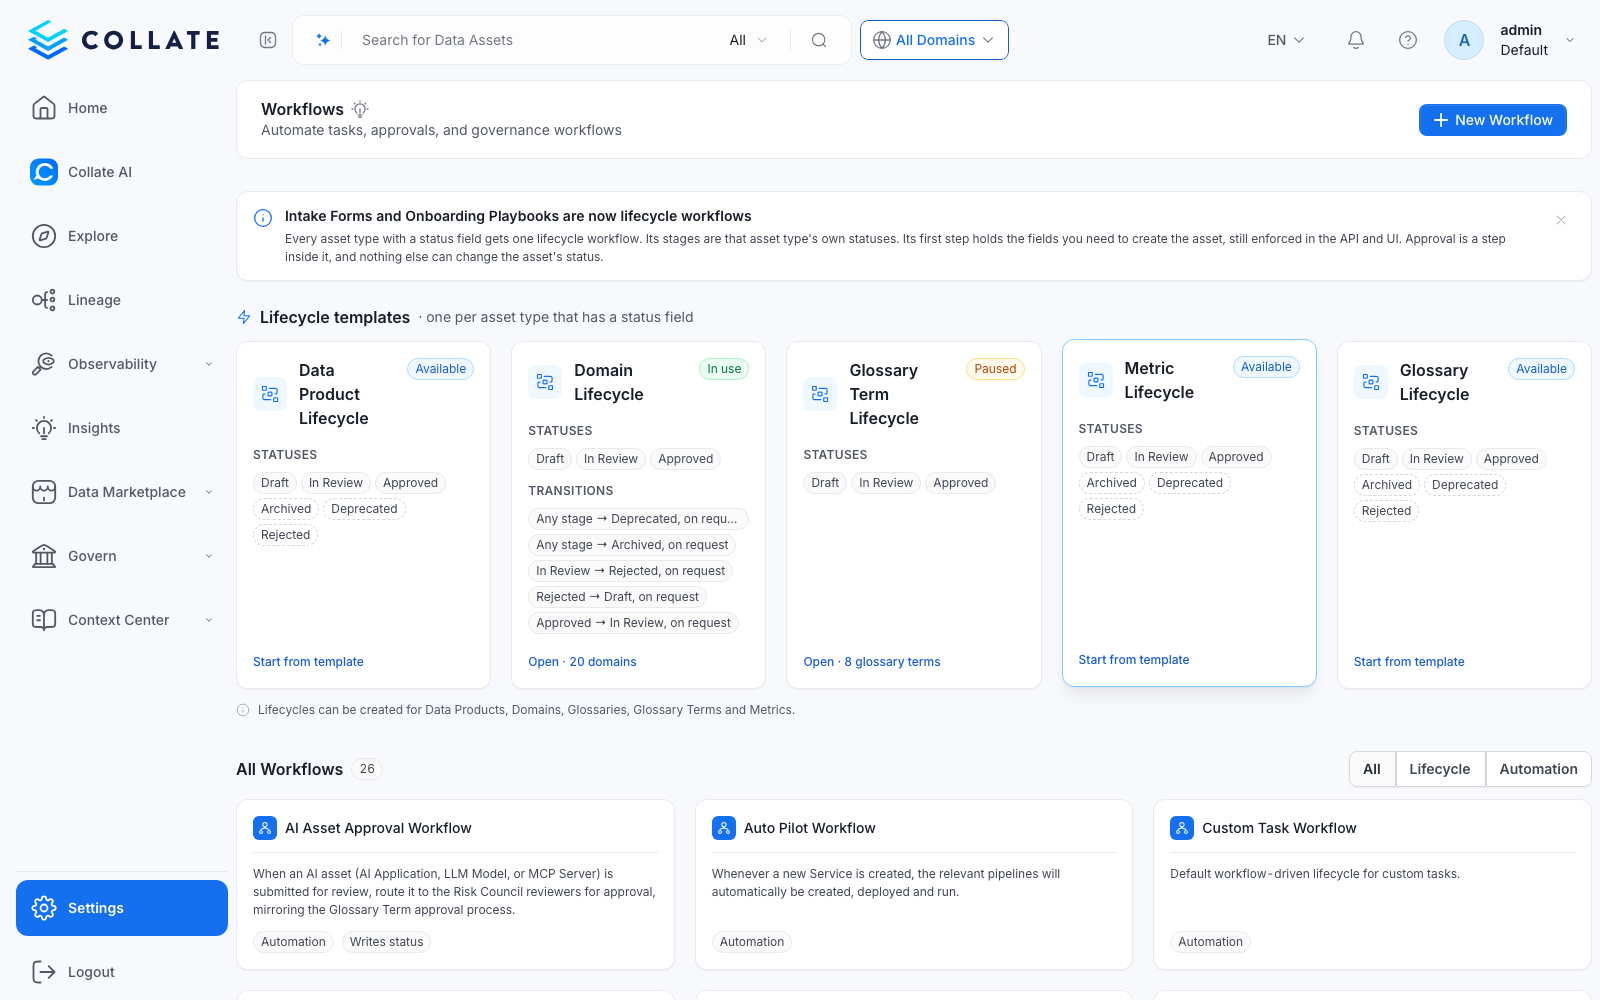 COLLATE
Search for Data Assets
All
All Domains
EN
A
admin
Default
Home
Collate AI
Explore
Lineage
Observability
Insights
Data Marketplace
Govern
Context Center
Settings
Logout
Workflows
Automate tasks, approvals, and governance workflows
New Workflow
Intake Forms and Onboarding Playbooks are now lifecycle workflows
Every asset type with a status field gets one lifecycle workflow. Its stages are that asset type's own statuses. Its first step holds the fields you need to create the asset, still enforced in the API and UI. Approval is a step
inside it, and nothing else can change the asset's status.
Lifecycle templates · one per asset type that has a status field
Data
Product
Lifecycle
Available
STATUSES
Draft In Review Approved
Archived Deprecated
Rejected
Start from template
Domain
Lifecycle
In use
STATUSES
Draft In Review Approved
TRANSITIONS
Any stage → Deprecated, on requ...
Any stage → Archived, on request
In Review → Rejected, on request
Rejected → Draft, on request
Approved → In Review, on request
Open · 20 domains
Glossary
Term
Lifecycle
Paused
STATUSES
Draft In Review Approved
Open · 8 glossary terms
Metric
Lifecycle
Available
STATUSES
Draft In Review Approved
Archived Deprecated
Rejected
Start from template
Glossary
Lifecycle
Available
STATUSES
Draft In Review Approved
Archived Deprecated
Rejected
Start from template
Lifecycles can be created for Data Products, Domains, Glossaries, Glossary Terms and Metrics.
All Workflows 26
All Lifecycle Automation
AI Asset Approval Workflow
When an AI asset (AI Application, LLM Model, or MCP Server) is
submitted for review, route it to the Risk Council reviewers for approval,
mirroring the Glossary Term approval process.
Automation Writes status
Auto Pilot Workflow
Whenever a new Service is created, the relevant pipelines will
automatically be created, deployed and run.
Automation
Custom Task Workflow
Default workflow-driven lifecycle for custom tasks.
Automation